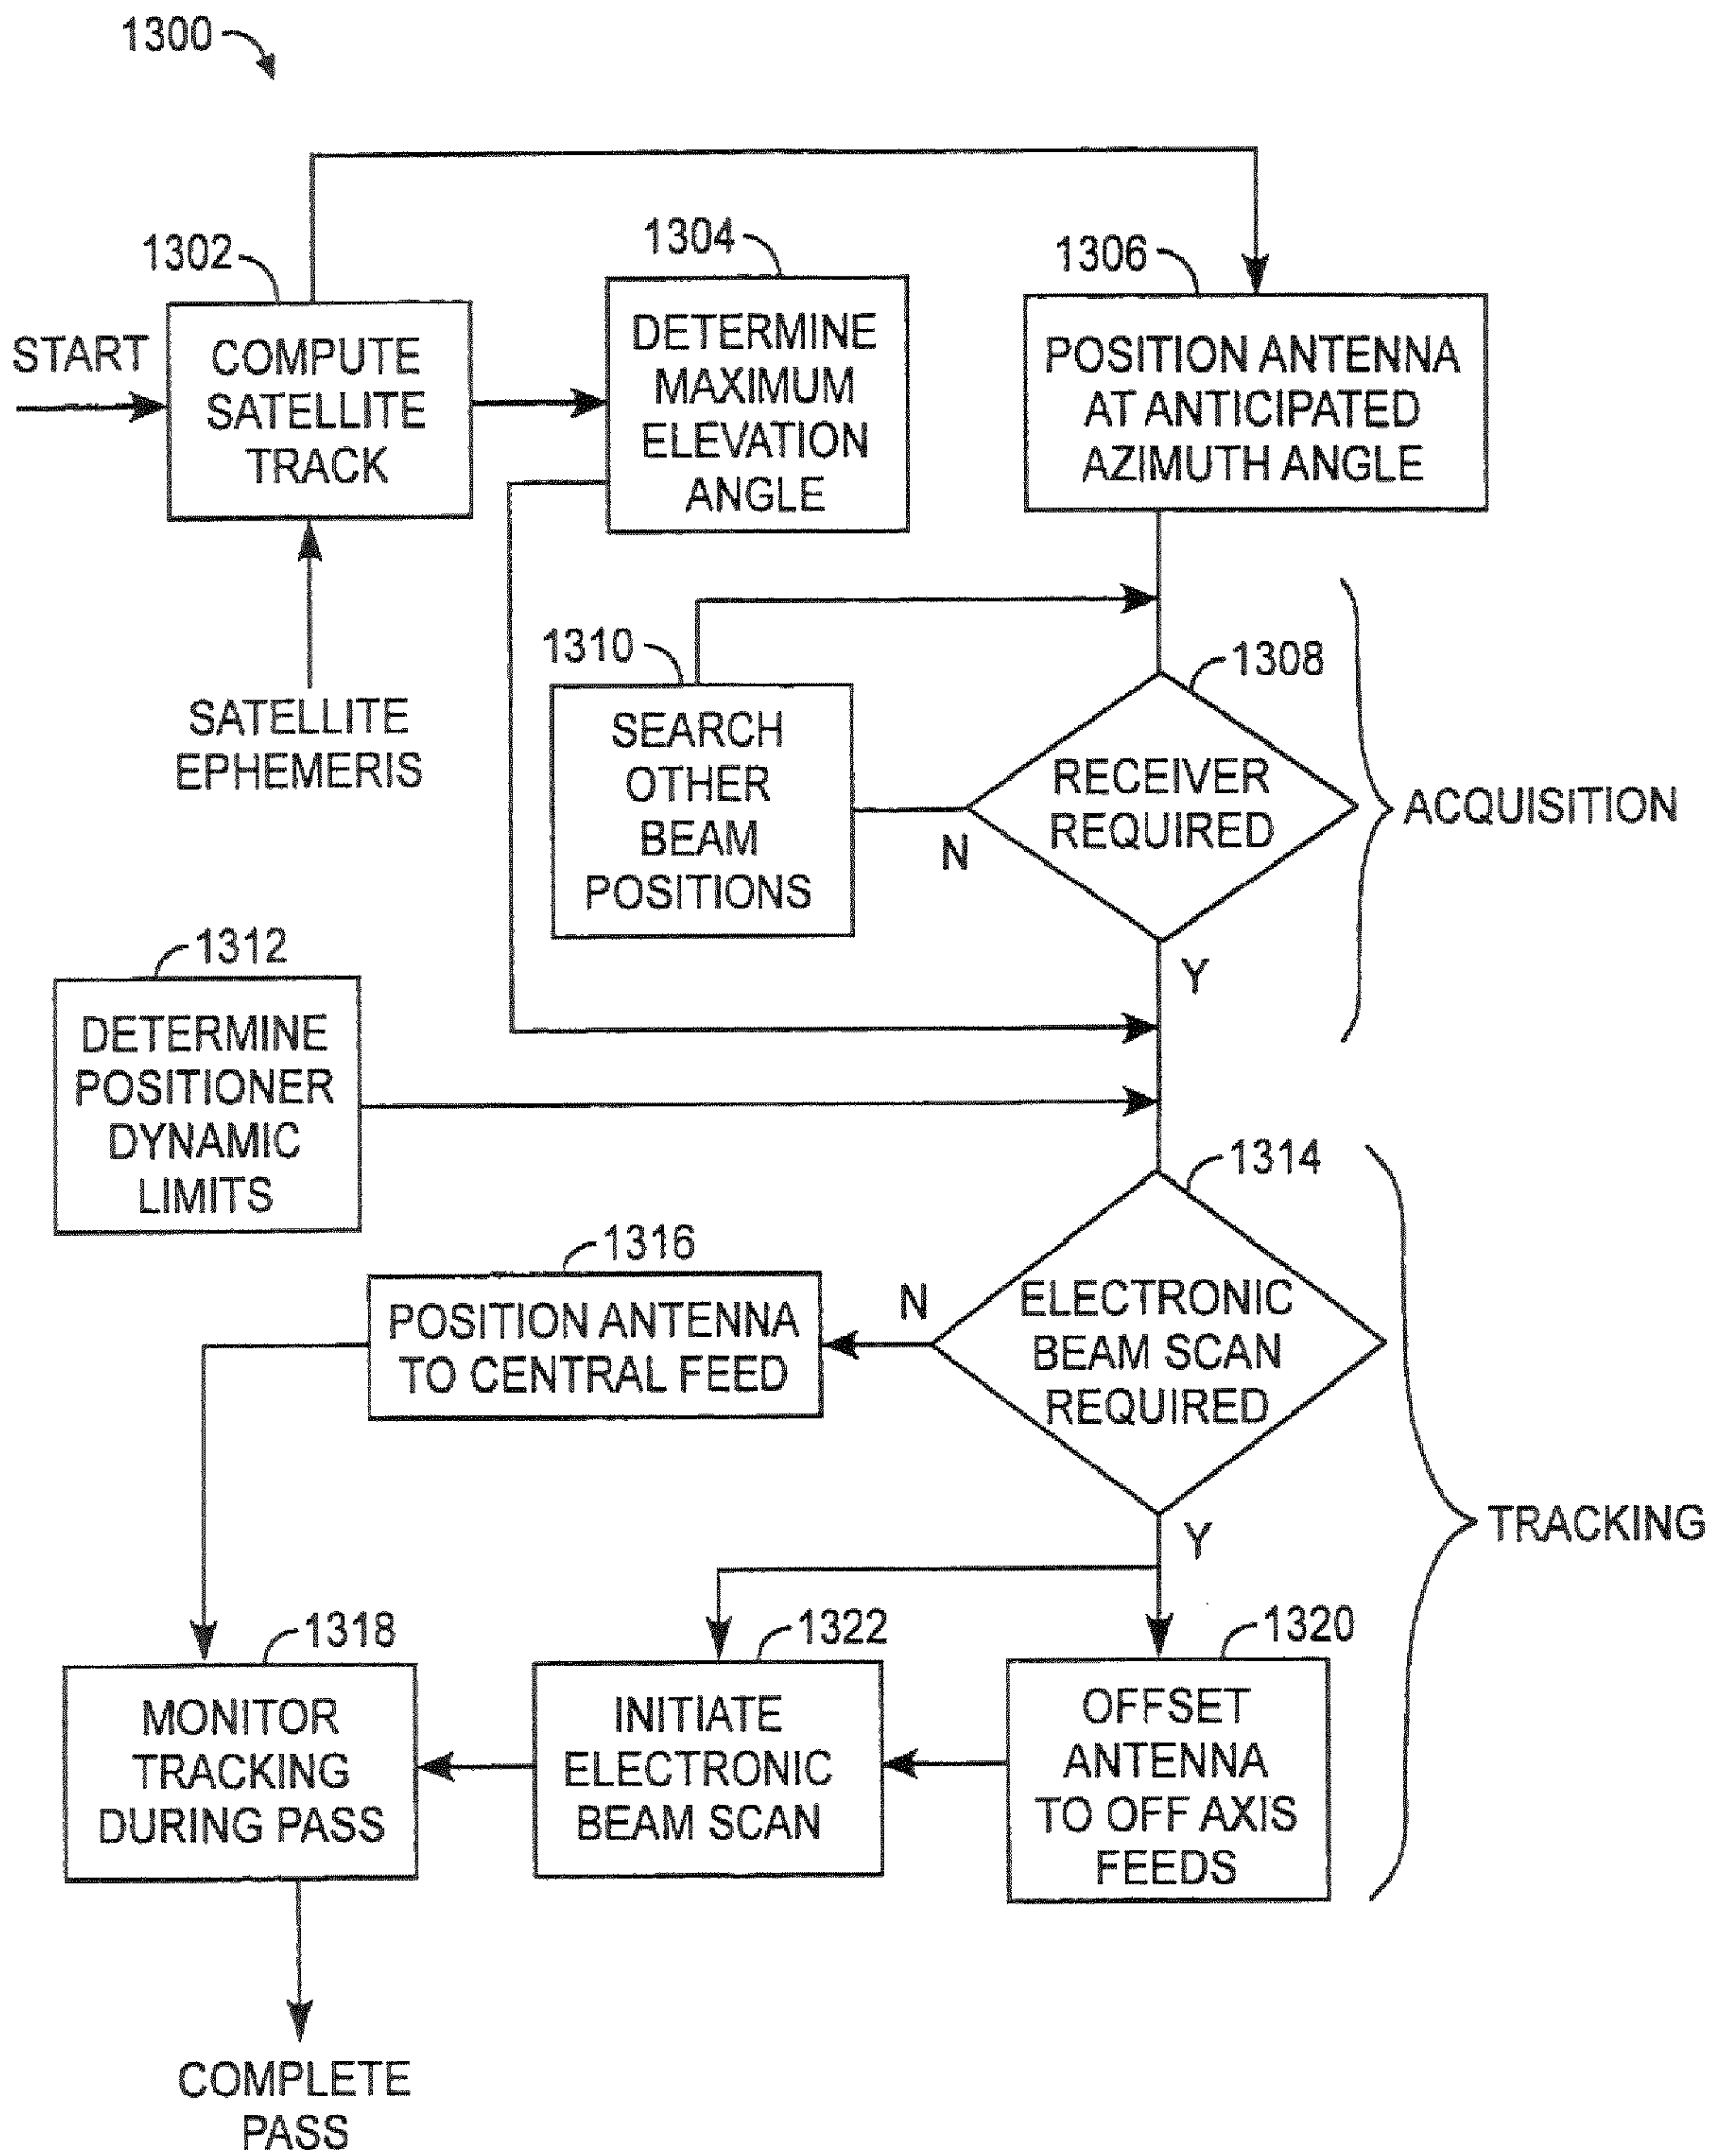 1300
1302
START
COMPUTE
SATELLITE
TRACK
SATELLITE
EPHEMERIS
1304
DETERMINE
MAXIMUM
ELEVATION
ANGLE
1306
POSITION ANTENNA
AT ANTICIPATED
AZIMUTH ANGLE
1310
SEARCH
OTHER
BEAM
POSITIONS
1308
RECEIVER
REQUIRED
N
Y
ACQUISITION
1312
DETERMINE
POSITIONER
DYNAMIC
LIMITS
1314
ELECTRONIC
BEAM SCAN
REQUIRED
N
Y
TRACKING
1316
POSITION ANTENNA
TO CENTRAL FEED
1318
MONITOR
TRACKING
DURING PASS
1322
INITIATE
ELECTRONIC
BEAM SCAN
1320
OFFSET
ANTENNA
TO OFF AXIS
FEEDS
COMPLETE
PASS